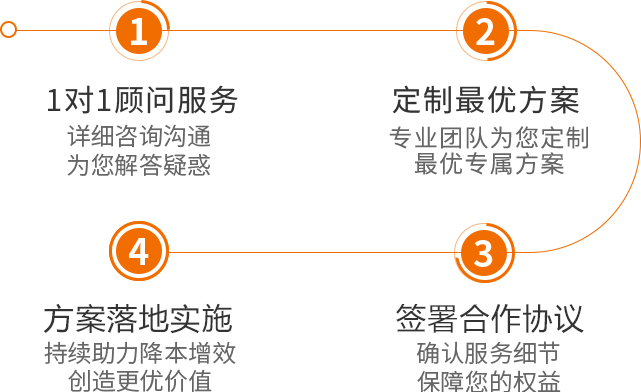 1
1对1顾问服务
详细咨询沟通
为您解答疑惑
2
定制最优方案
专业团队为您定制
最优专属方案
3
签署合作协议
确认服务细节
保障您的权益
4
方案落地实施
持续助力降本增效
创造更优价值